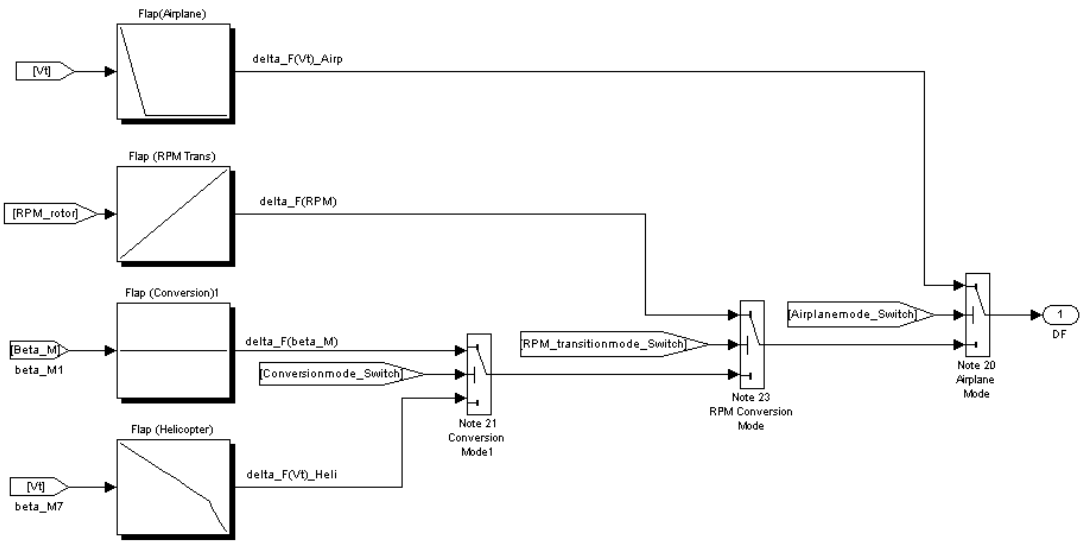 Flap(Airplane)
[Vt]
delta_F(Vt)_Airp
Flap (RPM Trans)
[RPM_rotor]
delta_F(RPM)
Flap (Conversion)1
[Beta_M]
beta_M1
delta_F(beta_M)
[Conversionmode_Switch]
Note 21
Conversion
Mode1
[RPM_transitionmode_Switch]
Note 23
RPM Conversion
Mode
[Airplanemode_Switch]
Note 20
Airplane
Mode
1
DF
Flap (Helicopter)
[Vt]
beta_M7
delta_F(Vt)_Heli